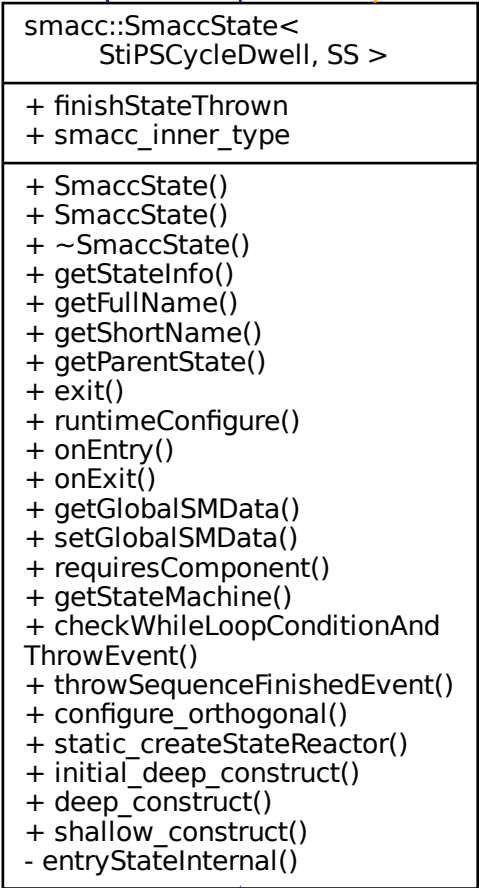 smacc::SmaccState<
StiPSCycleDwell, SS >
+ finishStateThrown
+ smacc_inner_type
+ SmaccState()
+ SmaccState()
+ ~SmaccState()
+ getStateInfo()
+ getFullName()
+ getShortName()
+ getParentState()
+ exit()
+ runtimeConfigure()
+ onEntry()
+ onExit()
+ getGlobalSMData()
+ setGlobalSMData()
+ requiresComponent()
+ getStateMachine()
+ checkWhileLoopConditionAnd
ThrowEvent()
+ throwSequenceFinishedEvent()
+ configure_orthogonal()
+ static_createStateReactor()
+ initial_deep_construct()
+ deep_construct()
+ shallow_construct()
- entryStateInternal()